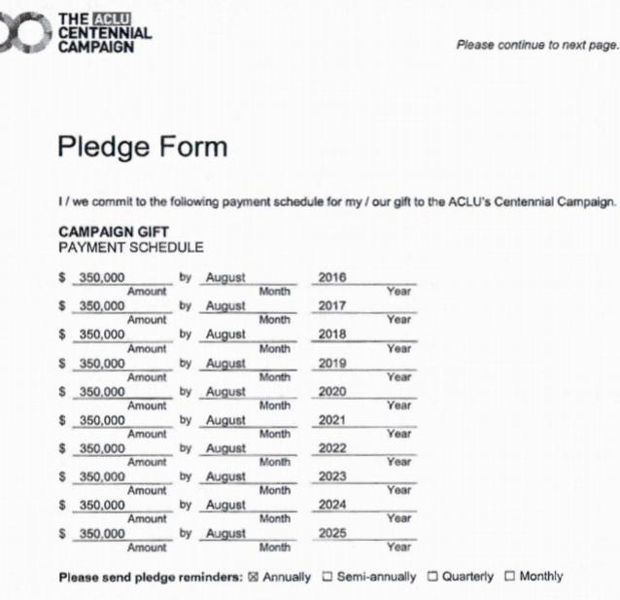 THE ACLU
CENTENNIAL
CAMPAIGN
Please continue to next page.
Pledge Form
I / we commit to the following payment schedule for my / our gift to the ACLU's Centennial Campaign.
CAMPAIGN GIFT
PAYMENT SCHEDULE
$ 350,000 by August 2016
Amount Month Year
$ 350,000 by August 2017
Amount Month Year
$ 350,000 by August 2018
Amount Month Year
$ 350,000 by August 2019
Amount Month Year
$ 350,000 by August 2020
Amount Month Year
$ 350,000 by August 2021
Amount Month Year
$ 350,000 by August 2022
Amount Month Year
$ 350,000 by August 2023
Amount Month Year
$ 350,000 by August 2024
Amount Month Year
$ 350,000 by August 2025
Amount Month Year
Please send pledge reminders: ☒ Annually ☐ Semi-annually ☐ Quarterly ☐ Monthly